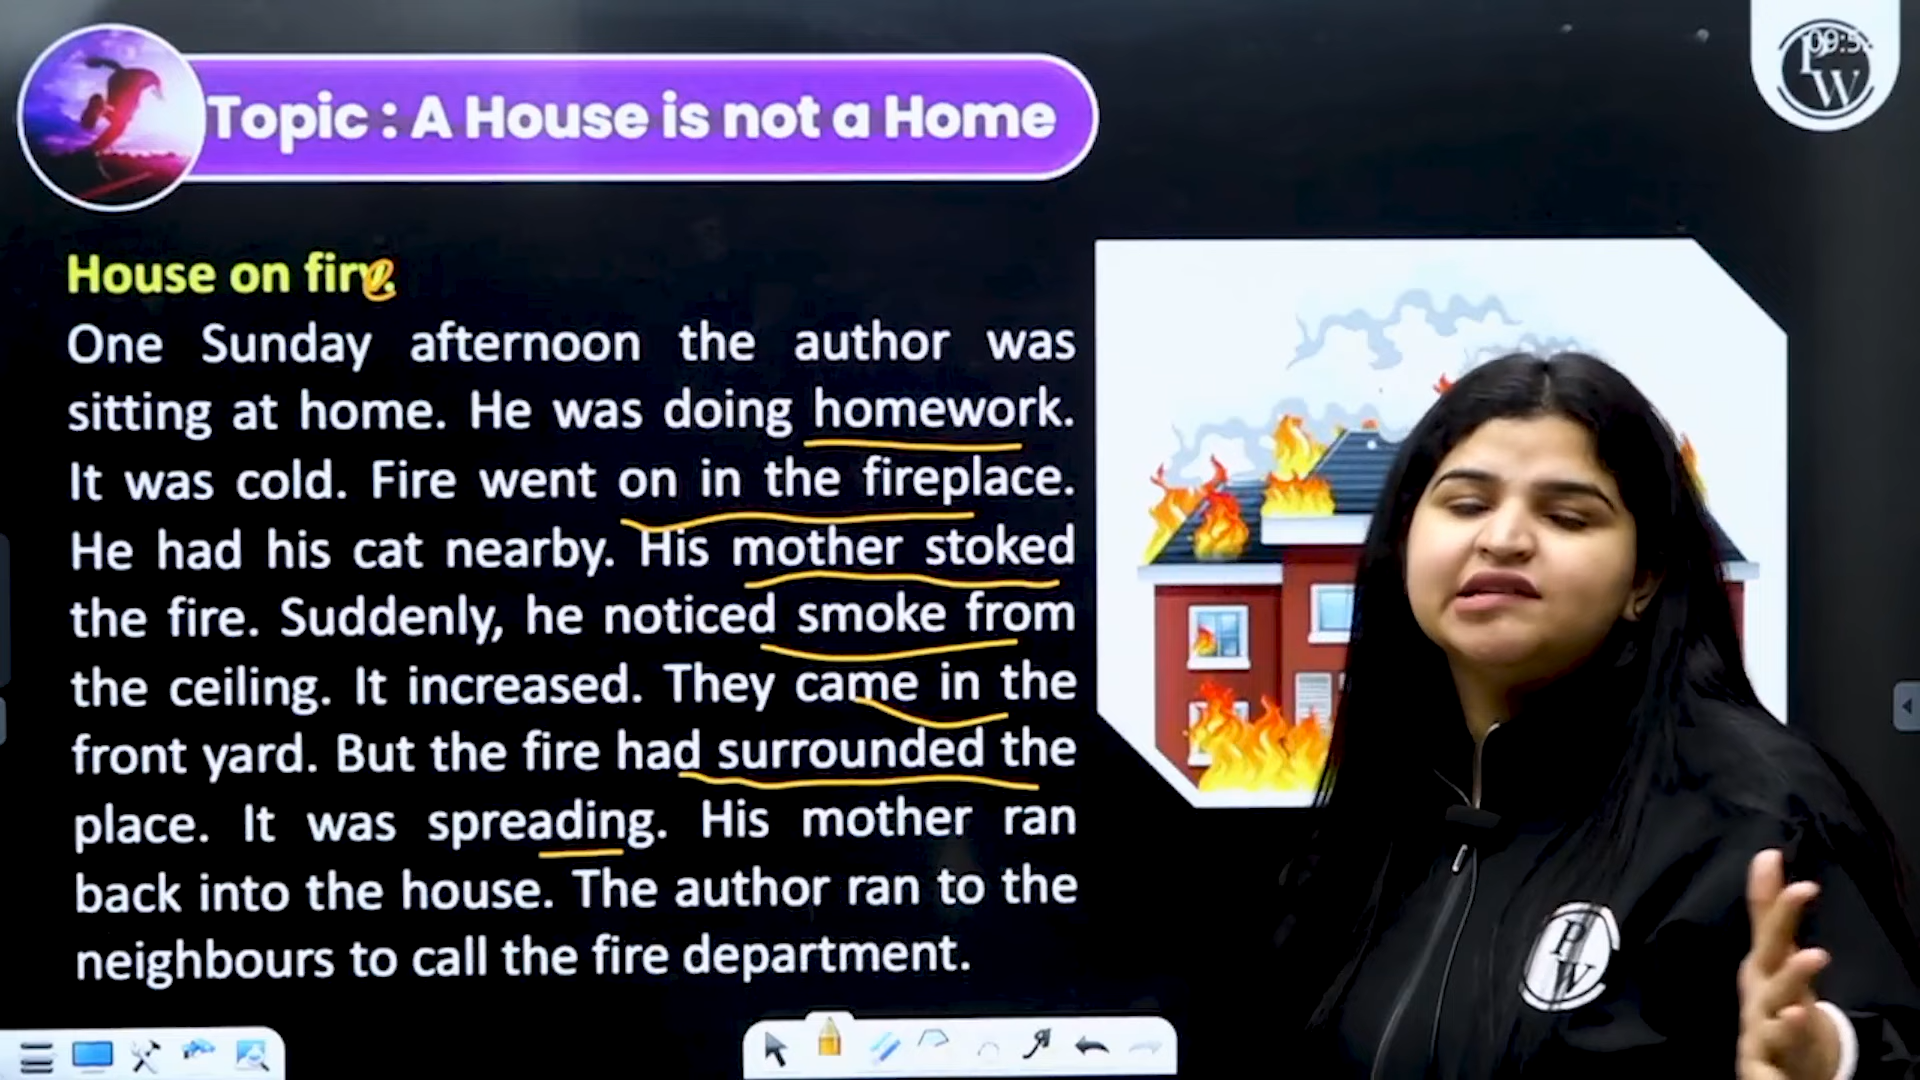 09:5
PW
Topic : A House is not a Home
House on fire.
One Sunday afternoon the author was
sitting at home. He was doing homework.
It was cold. Fire went on in the fireplace.
He had his cat nearby. His mother stoked
the fire. Suddenly, he noticed smoke from
the ceiling. It increased. They came in the
front yard. But the fire had surrounded the
place. It was spreading. His mother ran
back into the house. The author ran to the
neighbours to call the fire department.
PW